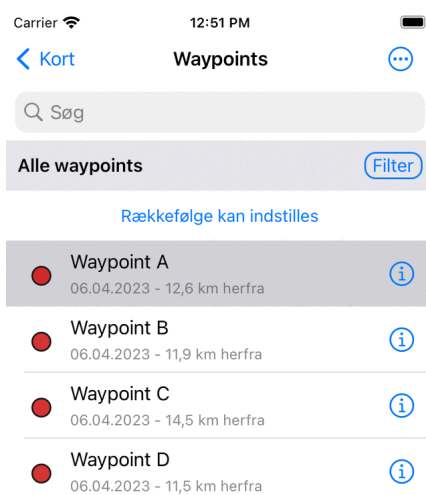 Carrier 12:51 PM
Kort Waypoints
Søg
Alle waypoints Filter
Rækkefølge kan indstilles
Waypoint A
06.04.2023 - 12,6 km herfra
Waypoint B
06.04.2023 - 11,9 km herfra
Waypoint C
06.04.2023 - 14,5 km herfra
Waypoint D
06.04.2023 - 11,5 km herfra